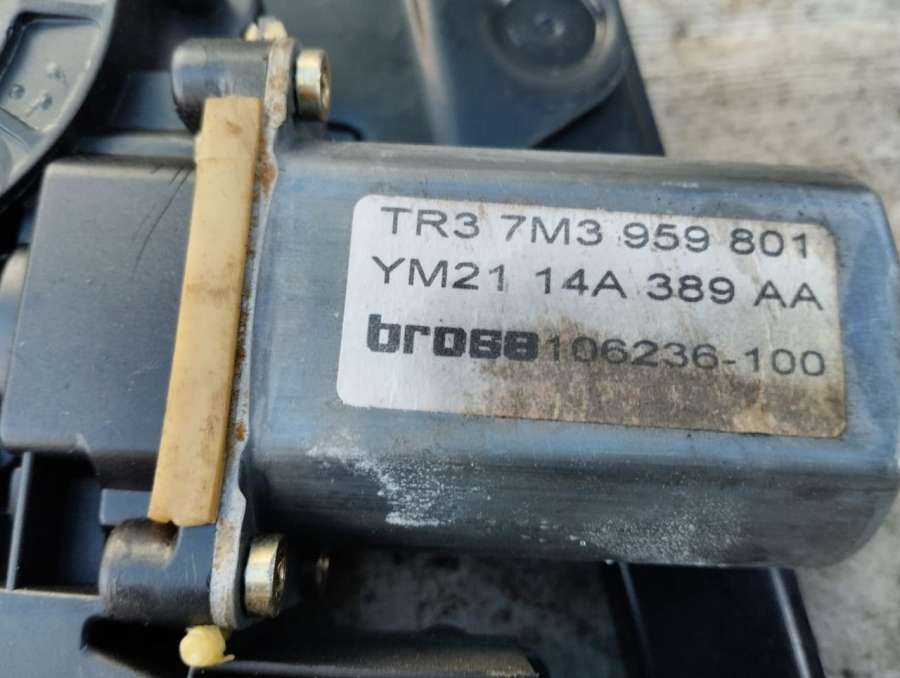 TR3 7M3 959 801
YM21 14A 389 AA
brose 106236-100